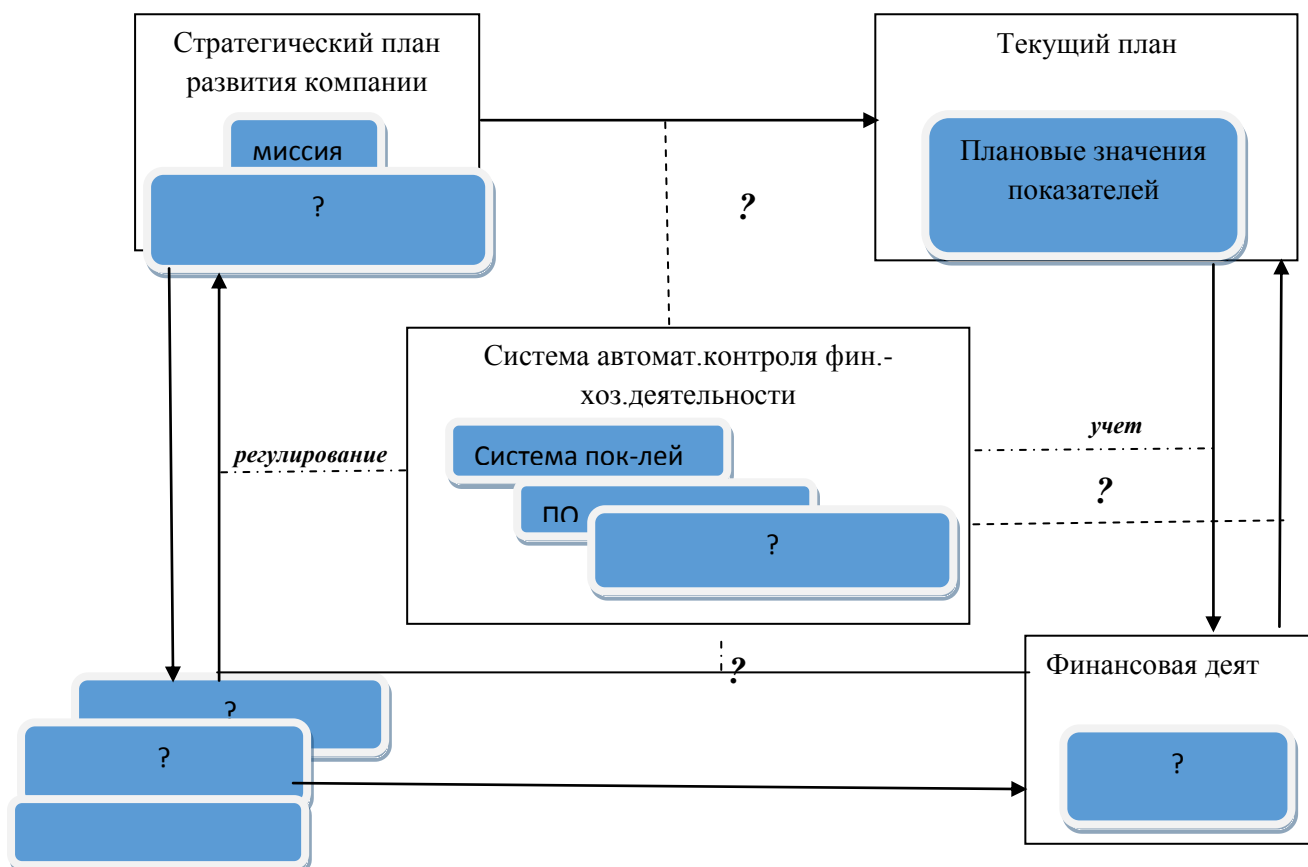 Стратегический план
развития компании
миссия
?
Текущий план
Плановые значения
показателей
?
Система автомат.контроля фин.-
хоз.деятельности
Система пок-лей
ПО
?
регулирование
учет
?
?
Финансовая деят
?
?
?